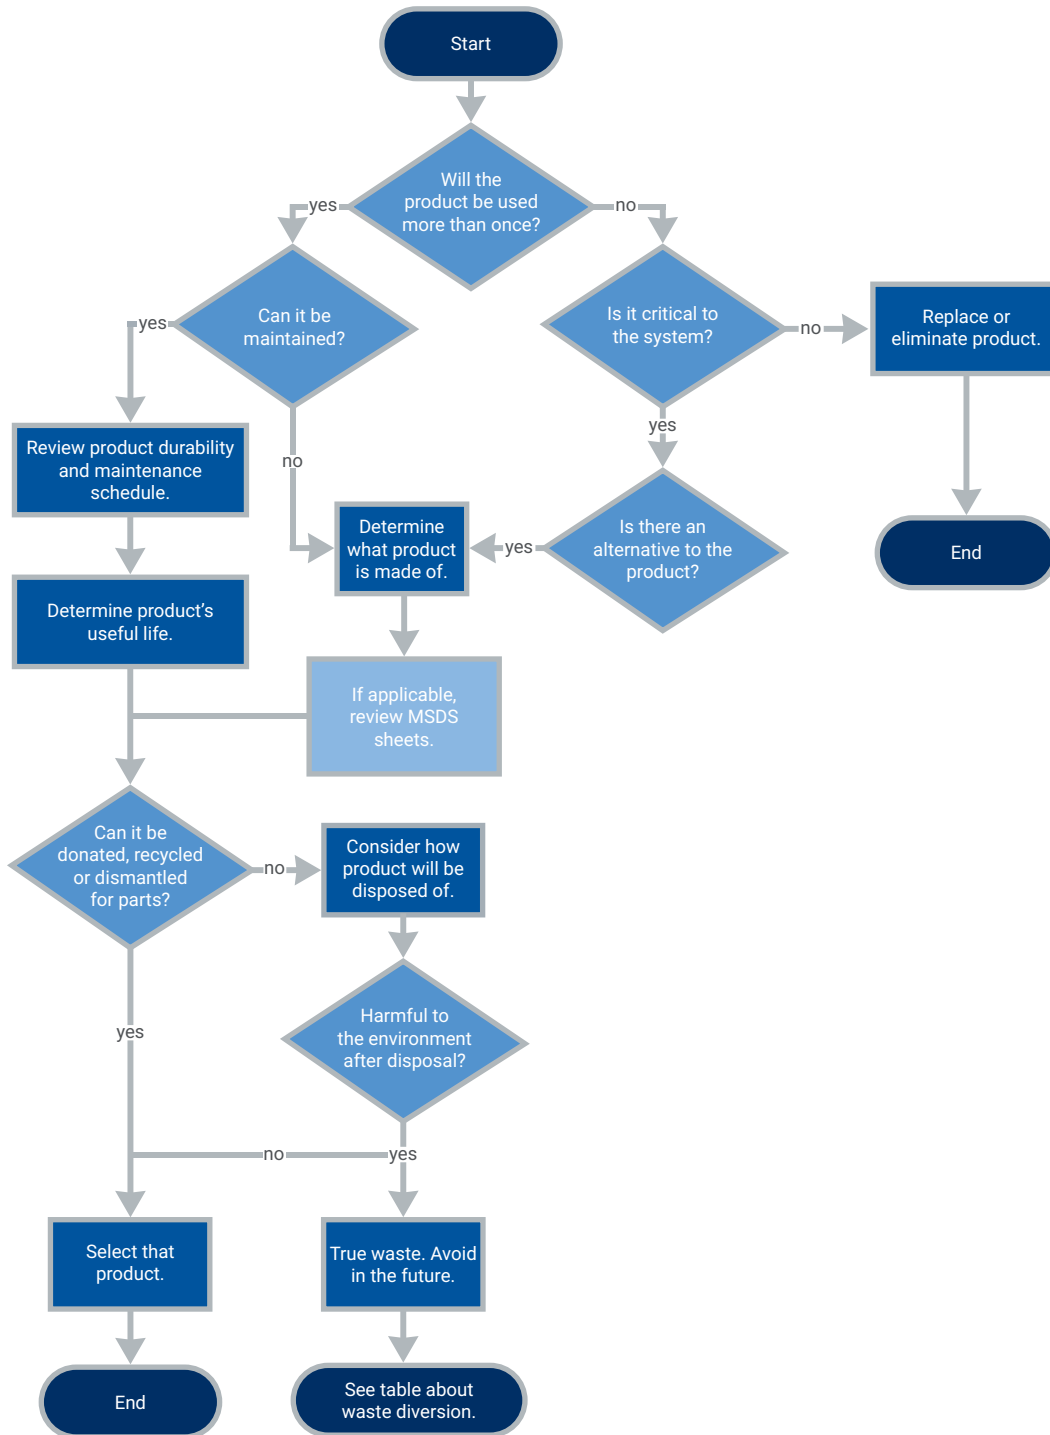 Start
Will the
product be used
more than once?
yes
no
Can it be
maintained?
Is it critical to
the system?
Replace or
eliminate product.
yes
no
yes
Review product durability
and maintenance
schedule.
no
Determine
what product
is made of.
yes
Is there an
alternative to the
product?
End
Determine product’s
useful life.
If applicable,
review MSDS
sheets.
Can it be
donated, recycled
or dismantled
for parts?
no
Consider how
product will be
disposed of.
Harmful to
the environment
after disposal?
yes
no
yes
Select that
product.
True waste. Avoid
in the future.
End
See table about
waste diversion.